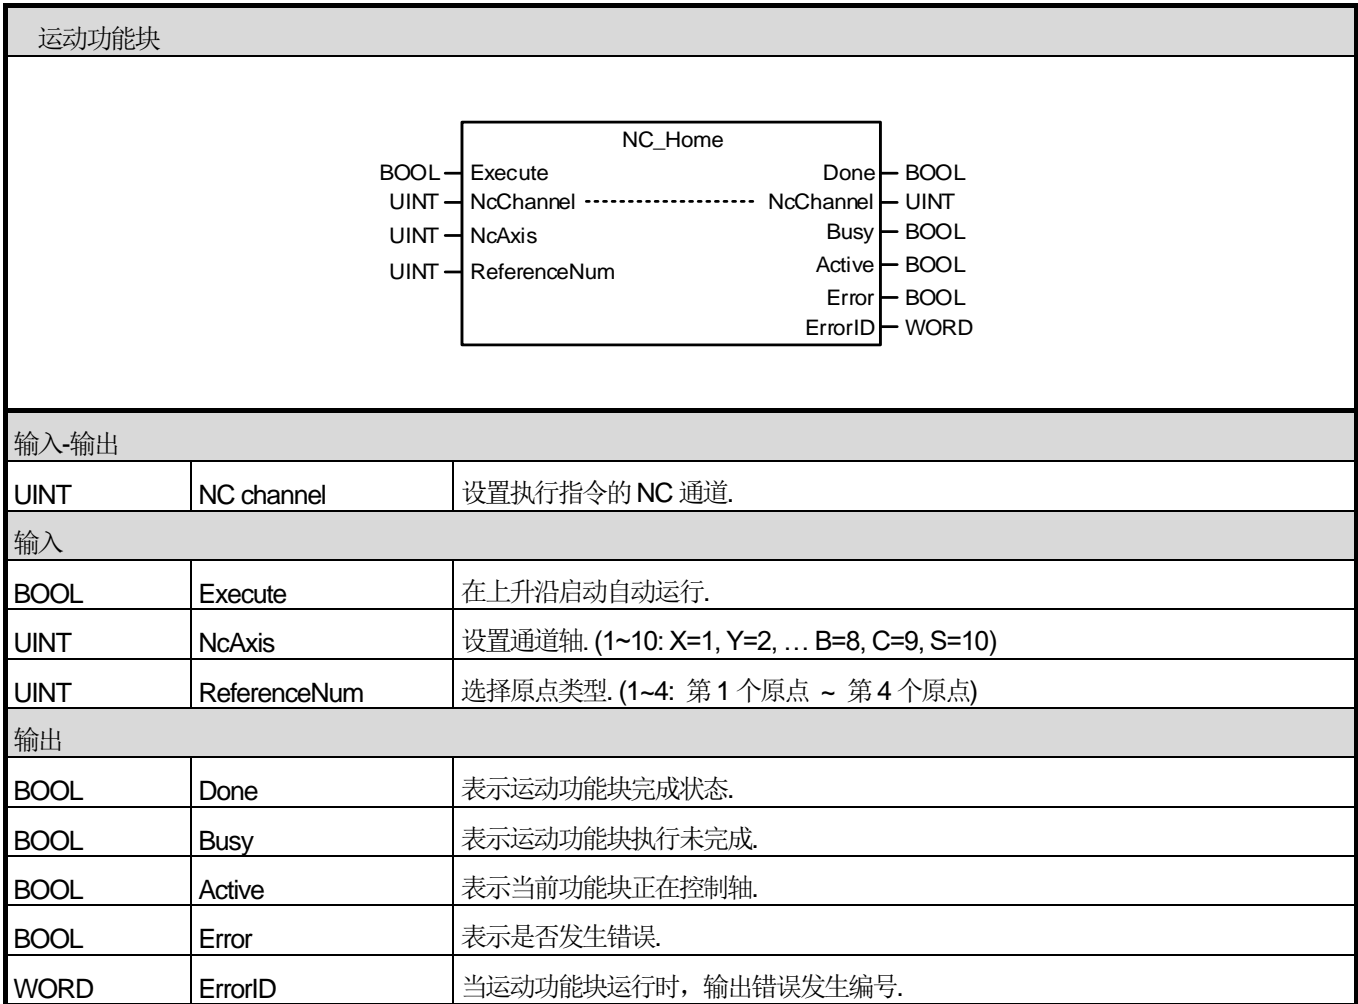 运动功能块
NC_Home
BOOL Execute Done BOOL
UINT NcChannel NcChannel UINT
UINT NcAxis Busy BOOL
UINT ReferenceNum Active BOOL
Error BOOL
ErrorID WORD
输入-输出
UINT NC channel 设置执行指令的 NC 通道.
输入
BOOL Execute 在上升沿启动自动运行.
UINT NcAxis 设置通道轴. (1~10: X=1, Y=2, … B=8, C=9, S=10)
UINT ReferenceNum 选择原点类型. (1~4: 第 1 个原点 ~ 第 4 个原点)
输出
BOOL Done 表示运动功能块完成状态.
BOOL Busy 表示运动功能块执行未完成.
BOOL Active 表示当前功能块正在控制轴.
BOOL Error 表示是否发生错误.
WORD ErrorID 当运动功能块运行时，输出错误发生编号.